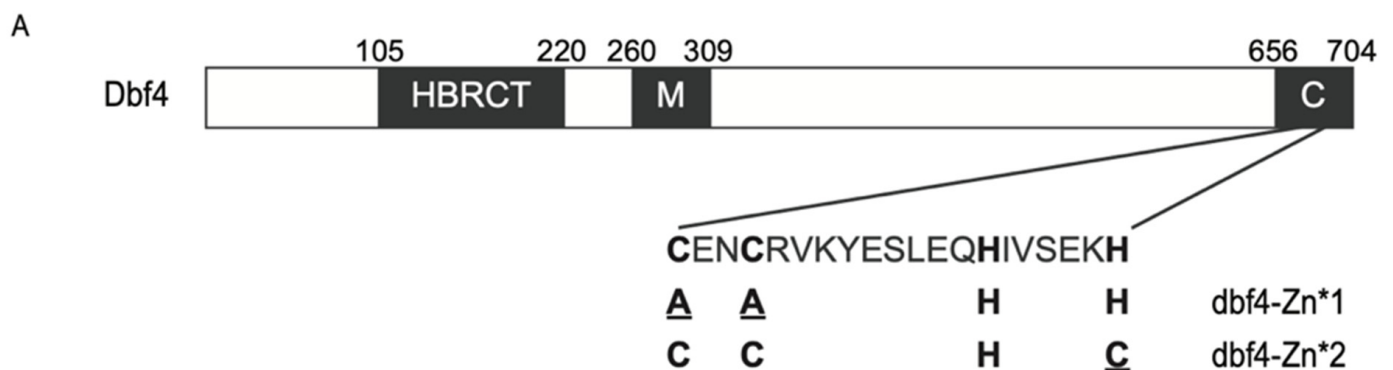 A
105 220 260 309 656 704
Dbf4 HBRCT M C
CENCRVKYESLEQHIVSEKH
A A H H dbf4-Zn*1
C C H C dbf4-Zn*2